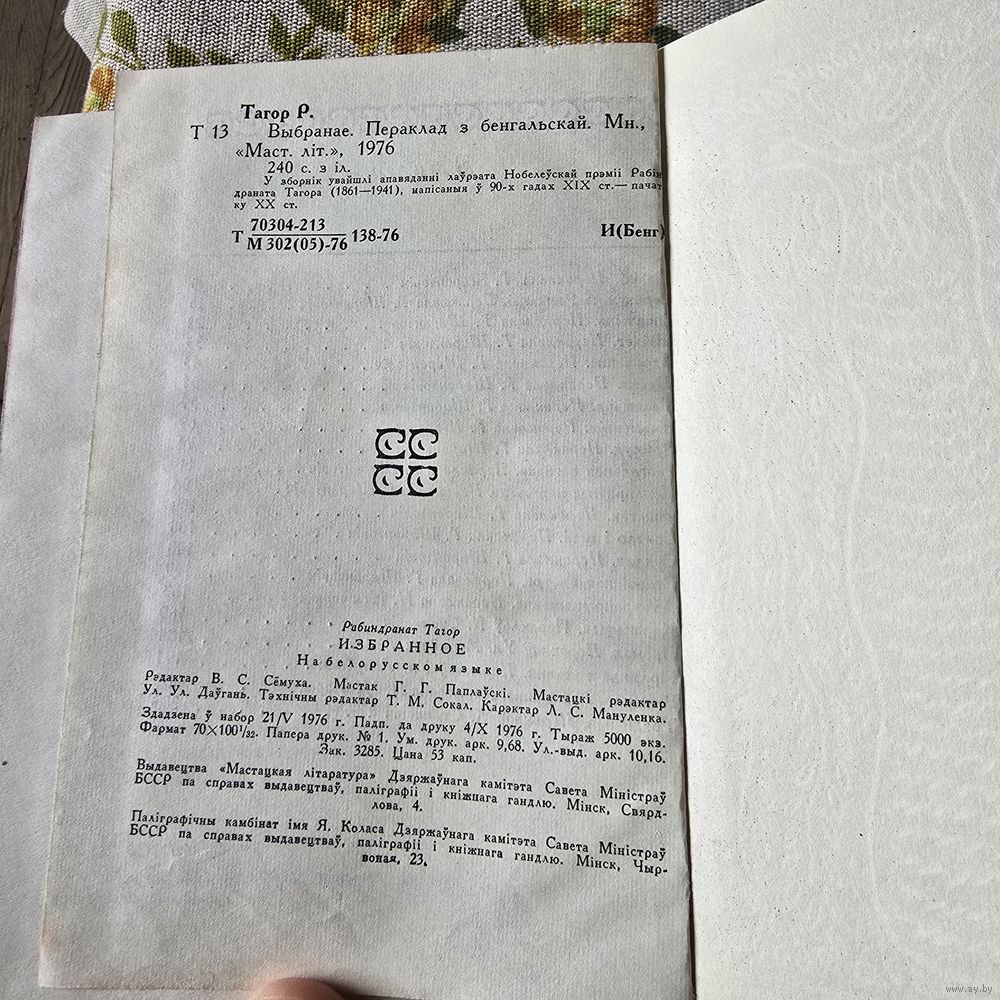 Тагор Р.
Т 13 Выбранае. Пераклад з бенгальскай. Мн.,
«Маст. літ.», 1976
240 с. з іл.
У зборнік увайшлі апавяданні лаўрэата Нобелеўскай прэміі Рабін
драната Тагора (1861—1941), напісаныя ў 90-х гадах XIX ст.— пачат
ку XX ст.
Т 70304-213 138-76 И(Бенг)
М 302(05)-76
Рабиндранат Тагор
ИЗБРАННОЕ
На белорусском языке
Рэдактар В. С. Сёмуха. Мастак Г. Г. Паплаўскі. Мастацкі рэдактар
Ул. Ул. Даўгань. Тэхнічны рэдактар Т. М. Сокал. Карэктар Л. С. Мануленка.
Здадзена ў набор 21/V 1976 г. Падп. да друку 4/X 1976 г. Тыраж 5000 экз.
Фармат 70×100¹/₃₂. Папера друк. № 1. Ум. друк. арк. 9,68. Ул.-выд. арк. 10,16.
Зак. 3285. Цана 53 кап.
Выдавецтва «Мастацкая літаратура» Дзяржаўнага камітэта Савета Міністраў
БССР па справах выдавецтваў, паліграфіі і кніжнага гандлю. Мінск, Свярд-
лова, 4.
Паліграфічны камбінат імя Я. Коласа Дзяржаўнага камітэта Савета Міністраў
БССР па справах выдавецтваў, паліграфіі і кніжнага гандлю. Мінск, Чыр-
воная, 23.
www.ay.by